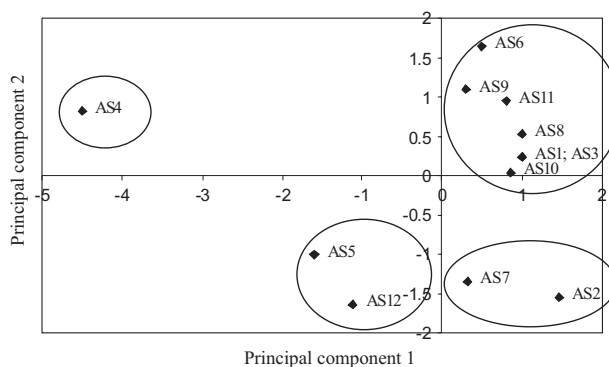 2
AS6
1.5
AS9
AS11
1
AS4
AS8
0.5
AS1; AS3
AS10
0
-5
-4
-3
-2
-1
0
1
2
-0.5
AS5
-1
AS7
AS12
-1.5
AS2
-2
Principal component 2
Principal component 1